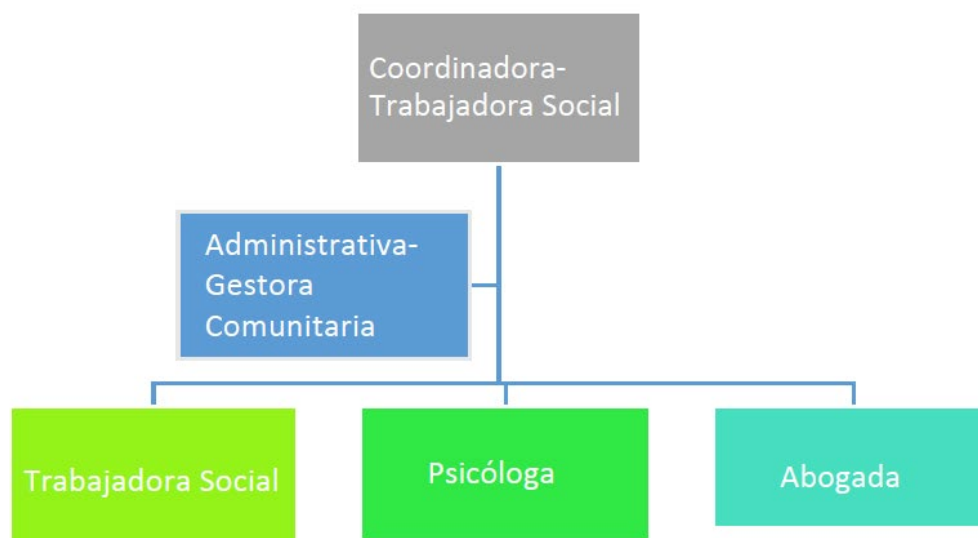 Coordinadora-
Trabajadora Social
Administrativa-
Gestora
Comunitaria
Trabajadora Social
Psicóloga
Abogada